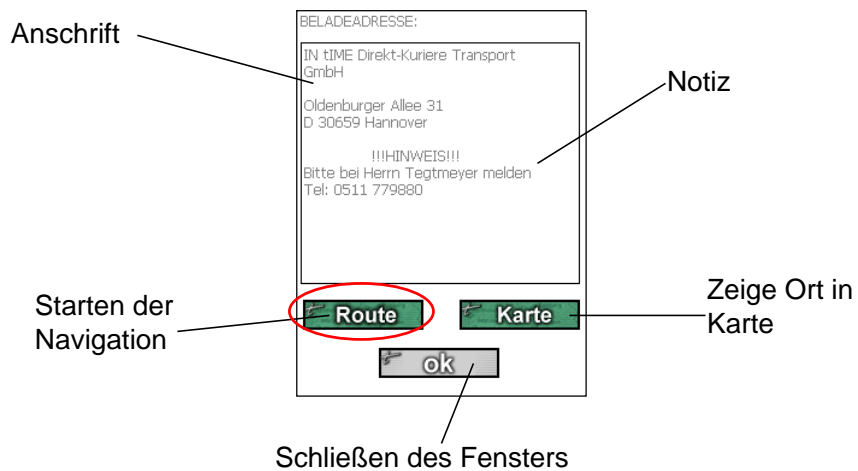 BELADEADRESSE:
Anschrift
IN tIME Direkt-Kuriere Transport
GmbH
Oldenburger Allee 31
D 30659 Hannover
Notiz
!!!HINWEIS!!!
Bitte bei Herrn Tegtmeyer melden
Tel: 0511 779880
Starten der
Navigation
Route
Karte
Zeige Ort in
Karte
ok
Schließen des Fensters